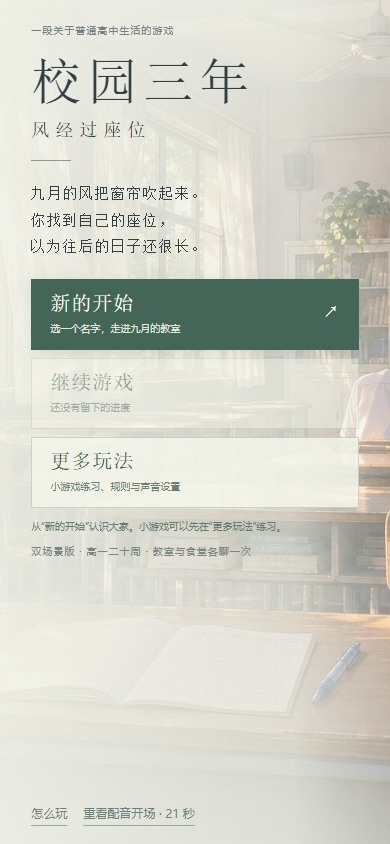 一段关于普通高中生活的游戏
校园三年
风经过座位
九月的风把窗帘吹起来。
你找到自己的座位，
以为往后的日子还很长。
新的开始
选一个名字，走进九月的教室
↗
继续游戏
还没有留下的进度
更多玩法
小游戏练习、规则与声音设置
从“新的开始”认识大家。小游戏可以先在“更多玩法”练习。
双场景版 · 高一二十周 · 教室与食堂各聊一次
怎么玩 重看配音开场 · 21 秒